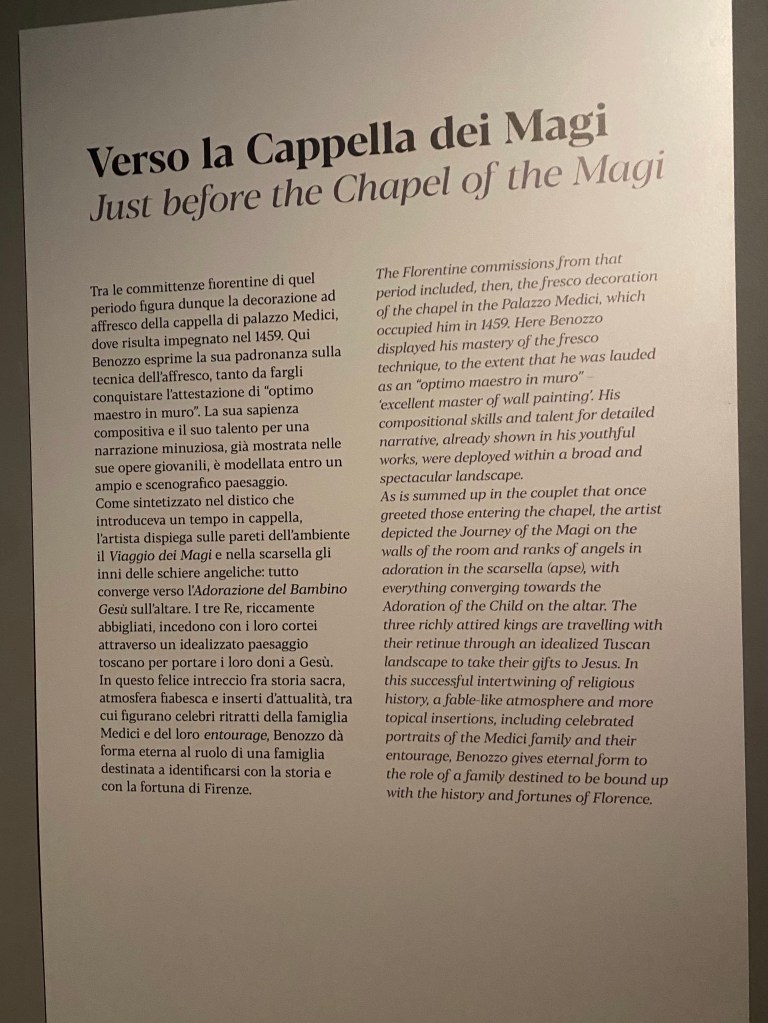 Verso la Cappella dei Magi
Just before the Chapel of the Magi
Tra le committenze fiorentine di quel
periodo figura dunque la decorazione ad
affresco della cappella di palazzo Medici,
dove risulta impegnato nel 1459. Qui
Benozzo esprime la sua padronanza sulla
tecnica dell'affresco, tanto da fargli
conquistare l'attestazione di "optimo
maestro in muro". La sua sapienza
compositiva e il suo talento per una
narrazione minuziosa, già mostrata nelle
sue opere giovanili, è modellata entro un
ampio e scenografico paesaggio.
Come sintetizzato nel distico che
introduceva un tempo in cappella,
l'artista dispiega sulle pareti dell'ambiente
il Viaggio dei Magi e nella scarsella gli
inni delle schiere angeliche: tutto
converge verso l'Adorazione del Bambino
Gesù sull'altare. I tre Re, riccamente
abbigliati, incedono con i loro cortei
attraverso un idealizzato paesaggio
toscano per portare i loro doni a Gesù.
In questo felice intreccio fra storia sacra,
atmosfera fiabesca e inserti d'attualità, tra
cui figurano celebri ritratti della famiglia
Medici e del loro entourage, Benozzo dà
forma eterna al ruolo di una famiglia
destinata a identificarsi con la storia e
con la fortuna di Firenze.
The Florentine commissions from that
period included, then, the fresco decoration
of the chapel in the Palazzo Medici, which
occupied him in 1459. Here Benozzo
displayed his mastery of the fresco
technique, to the extent that he was lauded
as an "optimo maestro in muro" –
'excellent master of wall painting'. His
compositional skills and talent for detailed
narrative, already shown in his youthful
works, were deployed within a broad and
spectacular landscape.
As is summed up in the couplet that once
greeted those entering the chapel, the artist
depicted the Journey of the Magi on the
walls of the room and ranks of angels in
adoration in the scarsella (apse), with
everything converging towards the
Adoration of the Child on the altar. The
three richly attired kings are travelling with
their retinue through an idealized Tuscan
landscape to take their gifts to Jesus. In
this successful intertwining of religious
history, a fable-like atmosphere and more
topical insertions, including celebrated
portraits of the Medici family and their
entourage, Benozzo gives eternal form to
the role of a family destined to be bound up
with the history and fortunes of Florence.